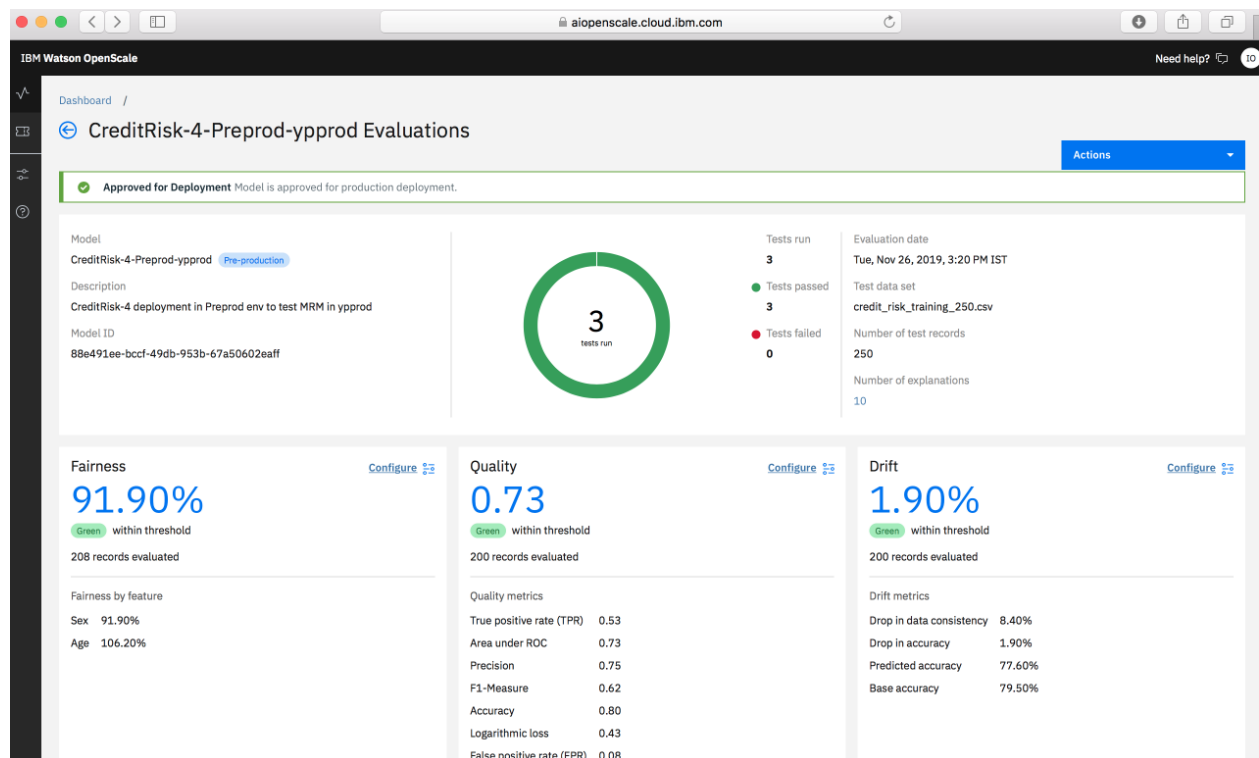 aiopenscale.cloud.ibm.com
IBM Watson OpenScale
Need help?
IO
Dashboard /
CreditRisk-4-Preprod-ypprod Evaluations
Actions
Approved for Deployment Model is approved for production deployment.
Model
CreditRisk-4-Preprod-ypprod Pre-production
Description
CreditRisk-4 deployment in Preprod env to test MRM in ypprod
Model ID
88e491ee-bccf-49db-953b-67a50602eaff
3
tests run
Tests run
3
Tests passed
3
Tests failed
0
Evaluation date
Tue, Nov 26, 2019, 3:20 PM IST
Test data set
credit_risk_training_250.csv
Number of test records
250
Number of explanations
10
Fairness
Configure
91.90%
Green within threshold
208 records evaluated
Fairness by feature
Sex 91.90%
Age 106.20%
Quality
Configure
0.73
Green within threshold
200 records evaluated
Quality metrics
True positive rate (TPR) 0.53
Area under ROC 0.73
Precision 0.75
F1-Measure 0.62
Accuracy 0.80
Logarithmic loss 0.43
False positive rate (FPR) 0.08
Drift
Configure
1.90%
Green within threshold
200 records evaluated
Drift metrics
Drop in data consistency 8.40%
Drop in accuracy 1.90%
Predicted accuracy 77.60%
Base accuracy 79.50%